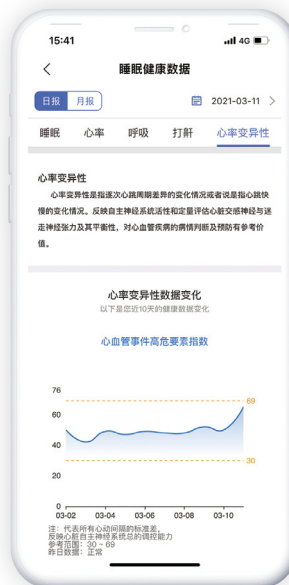 15:41
4G
睡眠健康数据
日报 月报 2021-03-11
睡眠 心率 呼吸 打鼾 心率变异性
心率变异性
心率变异性是指逐次心跳周期差异的变化情况或者说是指心跳快
慢的变化情况。反映自主神经系统活性和定量评估心脏交感神经与迷
走神经张力及其平衡性，对心血管疾病的病情判断及预防有参考价
值。
心率变异性数据变化
以下是您近10天的健康数据变化
心血管事件高危要素指数
76
69
60
40
30
20
0
03-02 03-04 03-06 03-08 03-10
注：代表所有心动间隔的标准差，
反映心脏自主神经系统总的调控能力
参考范围：30 ~ 69
昨日数据：正常